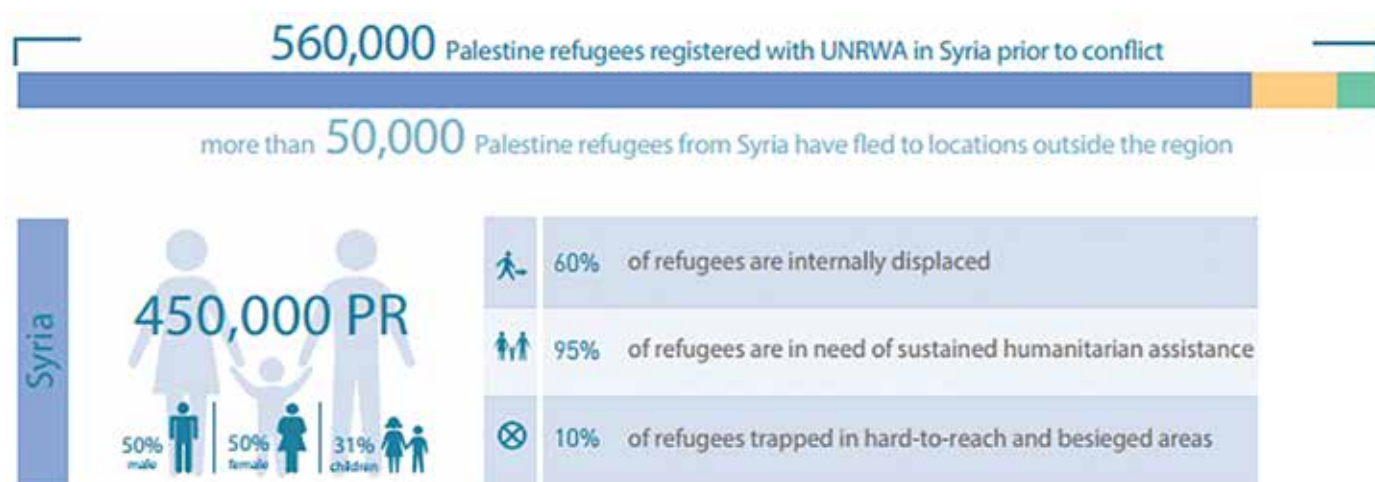 560,000 Palestine refugees registered with UNRWA in Syria prior to conflict
more than 50,000 Palestine refugees from Syria have fled to locations outside the region
Syria
450,000 PR
50% male
50% female
31% children
60% of refugees are internally displaced
95% of refugees are in need of sustained humanitarian assistance
10% of refugees trapped in hard-to-reach and besieged areas